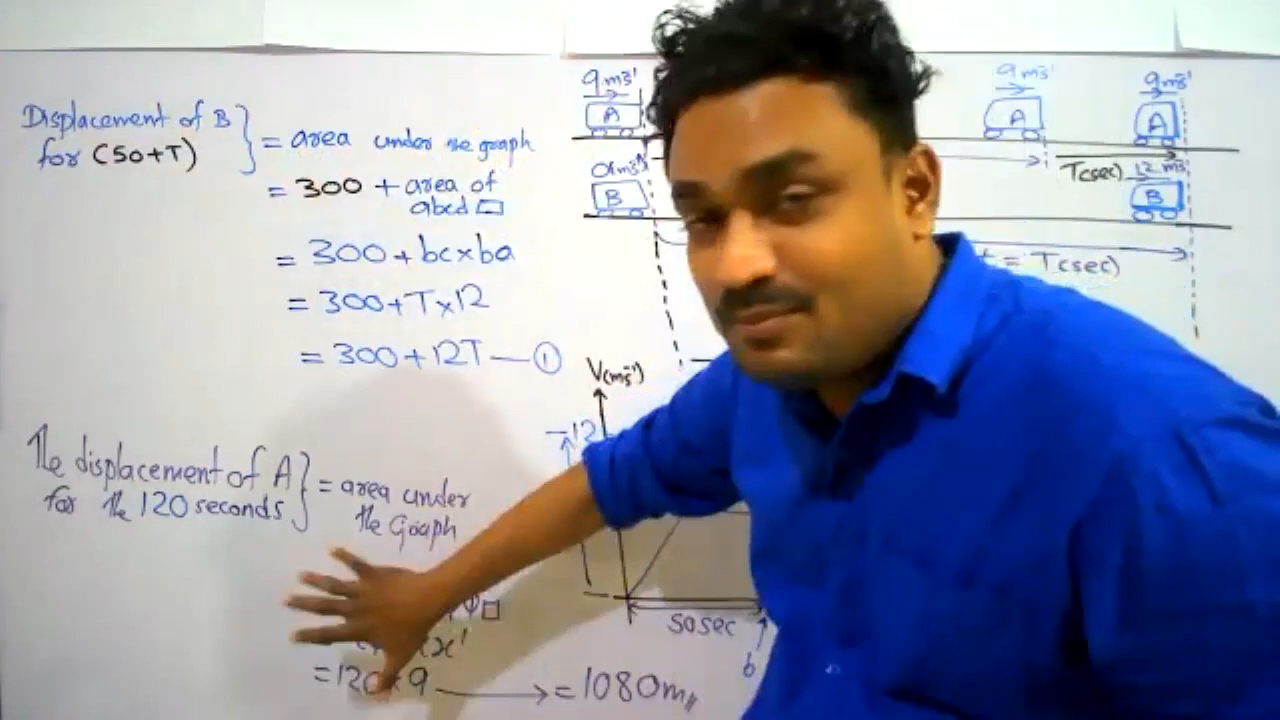 Displacement of B
for (50+T)
= area under the graph
= 300 + area of
abcd □
= 300 + bc×ba
= 300 + T×12
= 300 + 12T — ①
The displacement of A
for the 120 seconds
= area under
the Graph
= 120×9 → = 1080m
9ms⁻¹
A
9ms⁻¹
A
9ms⁻¹
A
0ms⁻¹
B
T(sec)
12ms⁻¹
B
t = T(sec)
V(ms⁻¹)
12
50sec
b